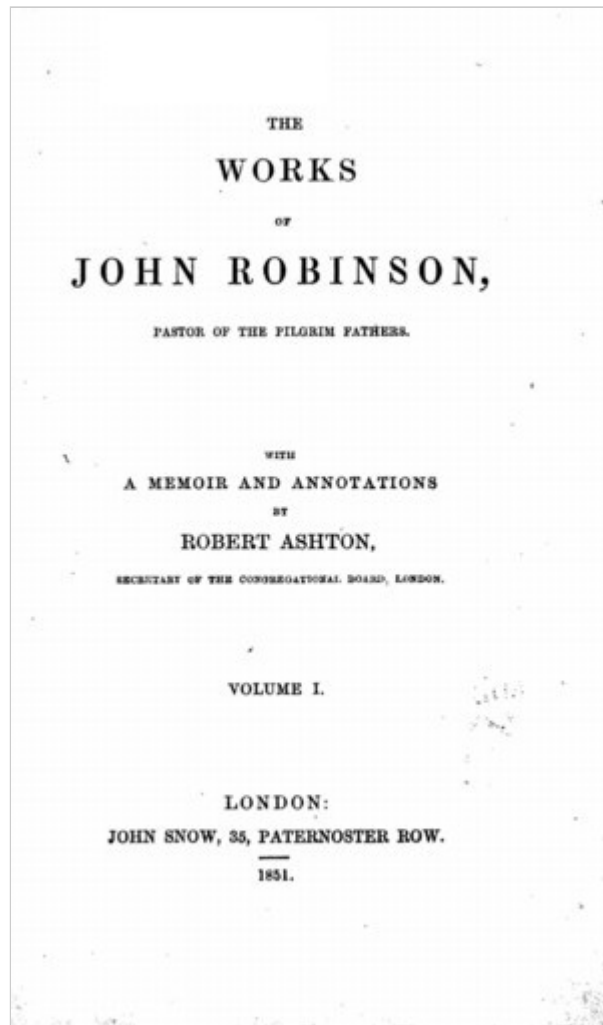 THE
WORKS
OF
JOHN ROBINSON,
PASTOR OF THE PILGRIM FATHERS.
WITH
A MEMOIR AND ANNOTATIONS
BY
ROBERT ASHTON,
SECRETARY OF THE CONGREGATIONAL BOARD, LONDON.
VOLUME I.
LONDON:
JOHN SNOW, 35, PATERNOSTER ROW.
1851.